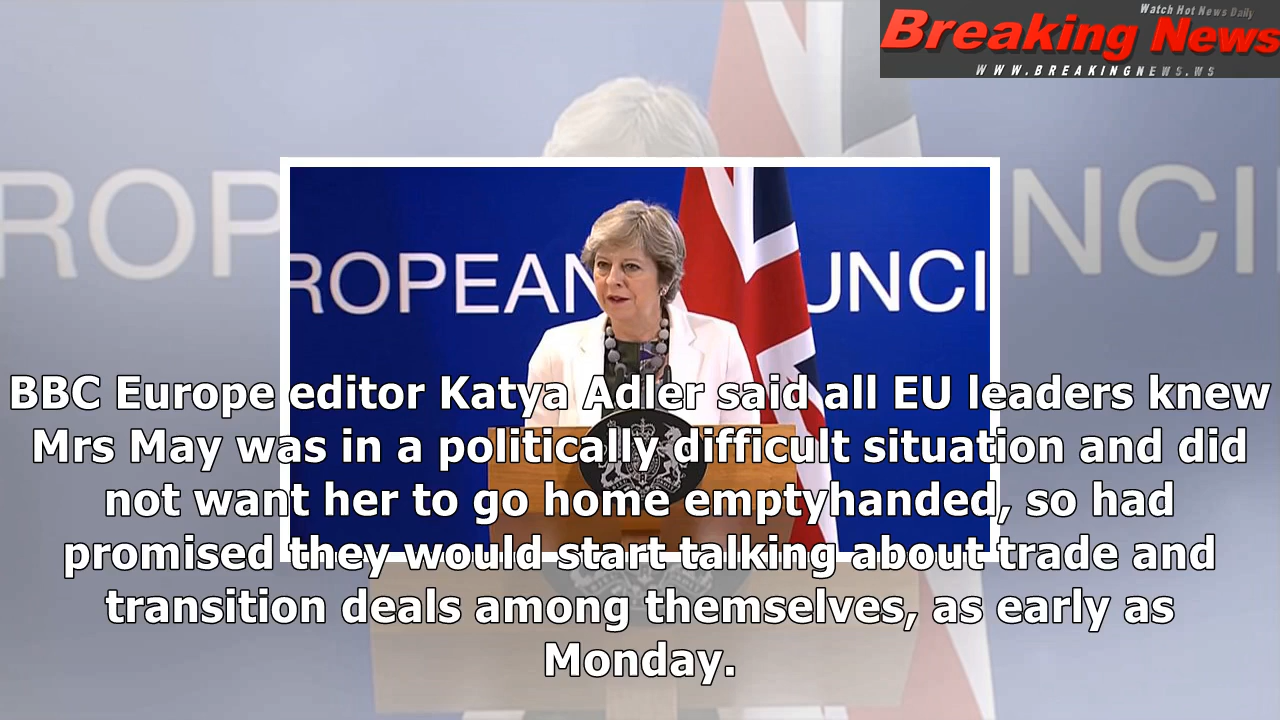 Watch Hot News Daily
Breaking News
WWW.BREAKINGNEWS.WS
ROPE NCI
ROPEAN UNCI
BBC Europe editor Katya Adler said all EU leaders knew
Mrs May was in a politically difficult situation and did
not want her to go home emptyhanded, so had
promised they would start talking about trade and
transition deals among themselves, as early as
Monday.